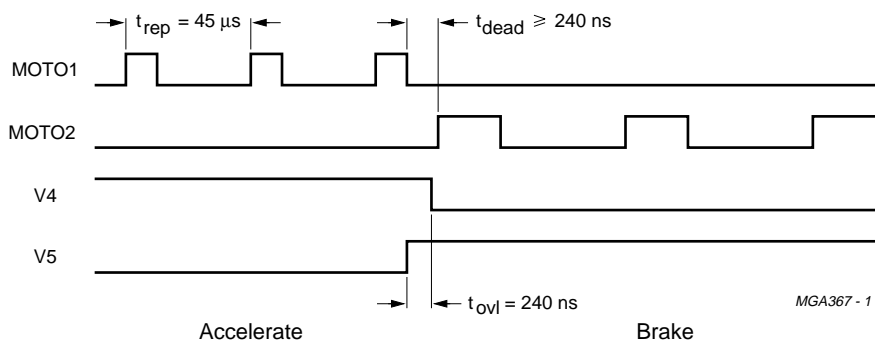 t_rep = 45 µs
t_dead ≥ 240 ns
MOTO1
MOTO2
V4
V5
t_ovl = 240 ns
MGA367 - 1
Accelerate
Brake